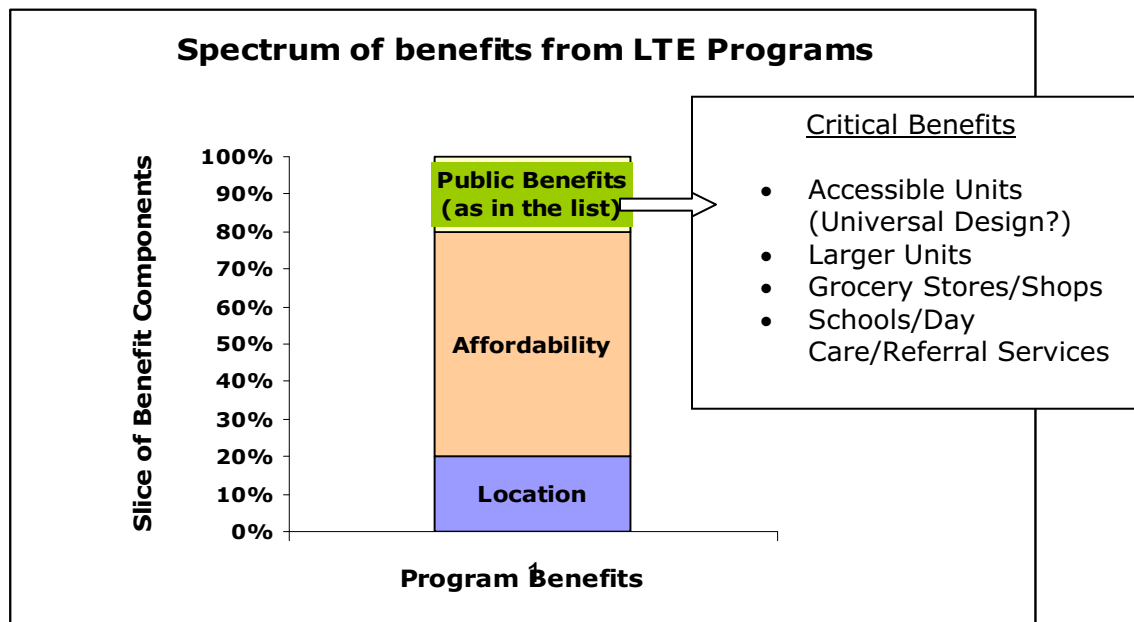 Spectrum of benefits from LTE Programs
Critical Benefits
• Accessible Units
(Universal Design?)
• Larger Units
• Grocery Stores/Shops
• Schools/Day
Care/Referral Services
Slice of Benefit Components
100%
90%
80%
70%
60%
50%
40%
30%
20%
10%
0%
Public Benefits
(as in the list)
Affordability
Location
1
Program Benefits